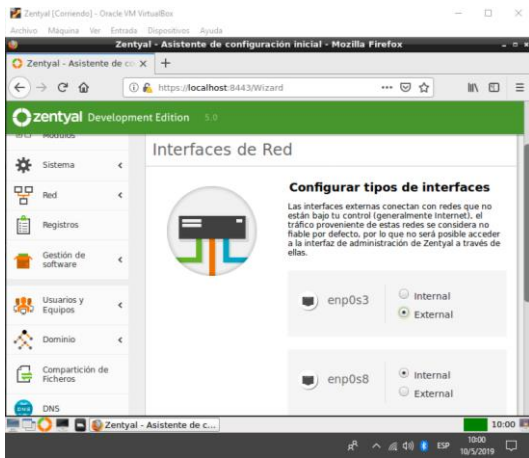 Zentyal [Corriendo] - Oracle VM VirtualBox
Archivo Máquina Ver Entrada Dispositivos Ayuda
Zentyal - Asistente de configuración inicial - Mozilla Firefox
Zentyal - Asistente de co
https://localhost:8443/Wizard
zentyal Development Edition 5.0
Módulos
Interfaces de Red
Sistema
Red
Registros
Gestión de
software
Usuarios y
Equipos
Dominio
Compartición de
Ficheros
DNS
DNS
Configurar tipos de interfaces
Las interfaces externas conectan con redes que no
están bajo tu control (generalmente Internet), el
tráfico proveniente de estas redes se considera no
fiable por defecto, por lo que no será posible acceder
a la interfaz de administración de Zentyal a través de
ellas.
enp0s3
Internal
External
enp0s8
Internal
External
Zentyal - Asistente de c...
10:00
ESP
10:00
10/5/2019